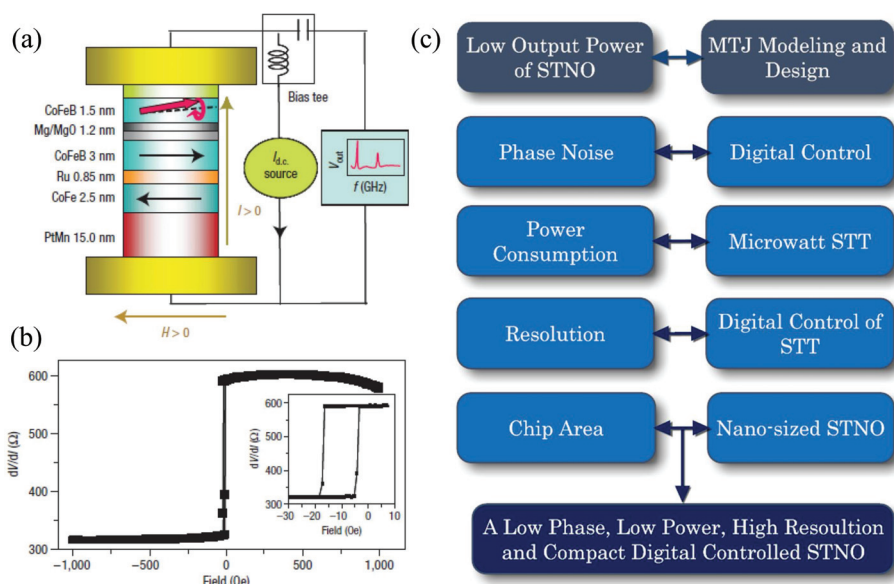 (a)
CoFeB 1.5 nm
Mg/MgO 1.2 nm
CoFeB 3 nm
Ru 0.85 nm
CoFe 2.5 nm
PtMn 15.0 nm
I > 0
H > 0
Bias tee
I d.c.
source
Vout
f (GHz)
(b)
dV/dI (Ω)
600
500
400
300
-1,000
-500
0
500
1,000
Field (Oe)
dV/dI (Ω)
600
500
400
300
-30
-20
-10
0
10
Field (Oe)
(c)
Low Output Power
of STNO
MTJ Modeling and
Design
Phase Noise
Digital Control
Power
Consumption
Microwatt STT
Resolution
Digital Control of
STT
Chip Area
Nano-sized STNO
A Low Phase, Low Power, High Resoultion
and Compact Digital Controlled STNO